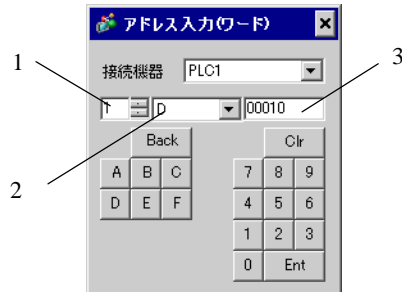 アドレス入力(ワード)
接続機器 PLC1
1 D 00010
1
2
3
Back Clr
A B C 7 8 9
D E F 4 5 6
1 2 3
0 Ent